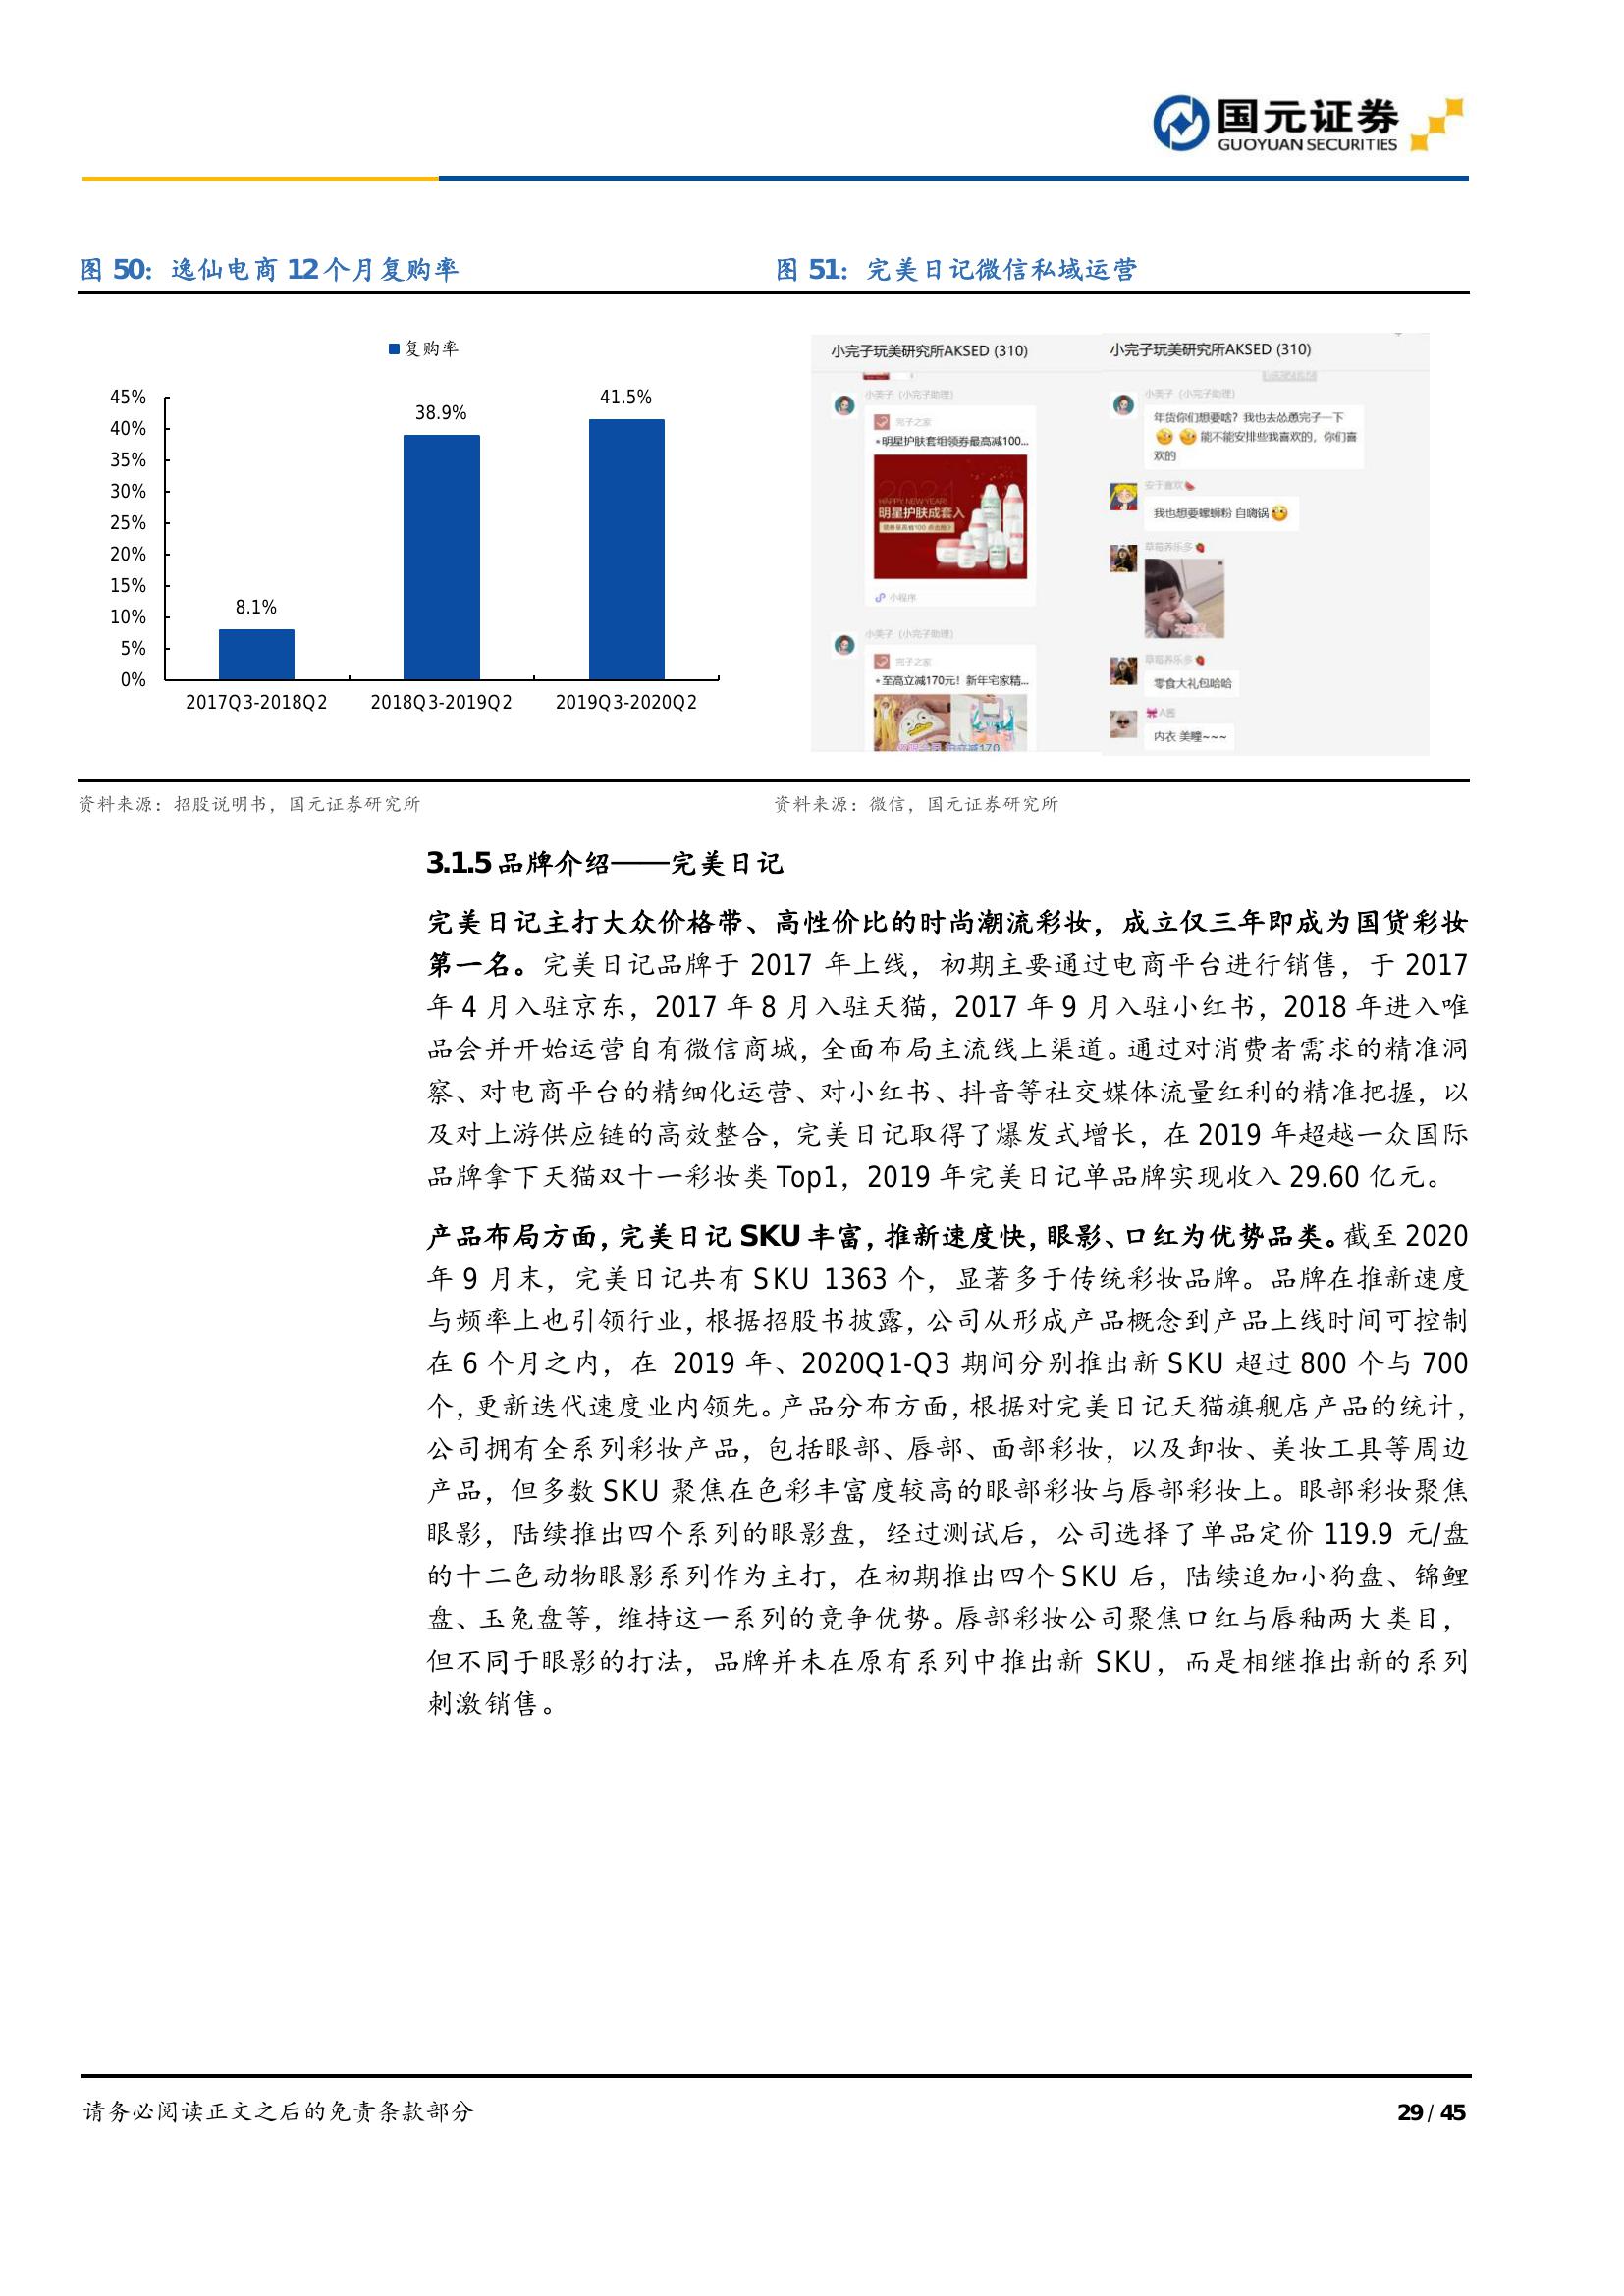 国元证券
GUOYUAN SECURITIES
图 50：逸仙电商 12 个月复购率
复购率
45%
40%
35%
30%
25%
20%
15%
10%
5%
0%
8.1%
38.9%
41.5%
2017Q3-2018Q2
2018Q3-2019Q2
2019Q3-2020Q2
资料来源：招股说明书，国元证券研究所
图 51：完美日记微信私域运营
小完子玩美研究所AKSED (310)
小美子（小完子助理）
完子之家
•明星护肤套组领券最高减100...
HAPPY NEW YEAR!
明星护肤成套入
小程序
小美子（小完子助理）
完子之家
•至高立减170元！新年宅家精...
小完子玩美研究所AKSED (310)
小美子（小完子助理）
年货你们想要啥？我也去怂恿完子一下
能不能安排些我喜欢的，你们喜
欢的
安于喜欢
我也想要螺蛳粉 自嗨锅
草莓养乐多
草莓养乐多
零食大礼包哈哈
A酱
内衣 美瞳~~~
资料来源：微信，国元证券研究所
3.1.5 品牌介绍——完美日记
完美日记主打大众价格带、高性价比的时尚潮流彩妆，成立仅三年即成为国货彩妆
第一名。完美日记品牌于 2017 年上线，初期主要通过电商平台进行销售，于 2017
年 4 月入驻京东，2017 年 8 月入驻天猫，2017 年 9 月入驻小红书，2018 年进入唯
品会并开始运营自有微信商城，全面布局主流线上渠道。通过对消费者需求的精准洞
察、对电商平台的精细化运营、对小红书、抖音等社交媒体流量红利的精准把握，以
及对上游供应链的高效整合，完美日记取得了爆发式增长，在 2019 年超越一众国际
品牌拿下天猫双十一彩妆类 Top1，2019 年完美日记单品牌实现收入 29.60 亿元。
产品布局方面，完美日记 SKU 丰富，推新速度快，眼影、口红为优势品类。截至 2020
年 9 月末，完美日记共有 SKU 1363 个，显著多于传统彩妆品牌。品牌在推新速度
与频率上也引领行业，根据招股书披露，公司从形成产品概念到产品上线时间可控制
在 6 个月之内，在 2019 年、2020Q1-Q3 期间分别推出新 SKU 超过 800 个与 700
个，更新迭代速度业内领先。产品分布方面，根据对完美日记天猫旗舰店产品的统计，
公司拥有全系列彩妆产品，包括眼部、唇部、面部彩妆，以及卸妆、美妆工具等周边
产品，但多数 SKU 聚焦在色彩丰富度较高的眼部彩妆与唇部彩妆上。眼部彩妆聚焦
眼影，陆续推出四个系列的眼影盘，经过测试后，公司选择了单品定价 119.9 元/盘
的十二色动物眼影系列作为主打，在初期推出四个 SKU 后，陆续追加小狗盘、锦鲤
盘、玉兔盘等，维持这一系列的竞争优势。唇部彩妆公司聚焦口红与唇釉两大类目，
但不同于眼影的打法，品牌并未在原有系列中推出新 SKU，而是相继推出新的系列
刺激销售。
请务必阅读正文之后的免责条款部分
29 / 45